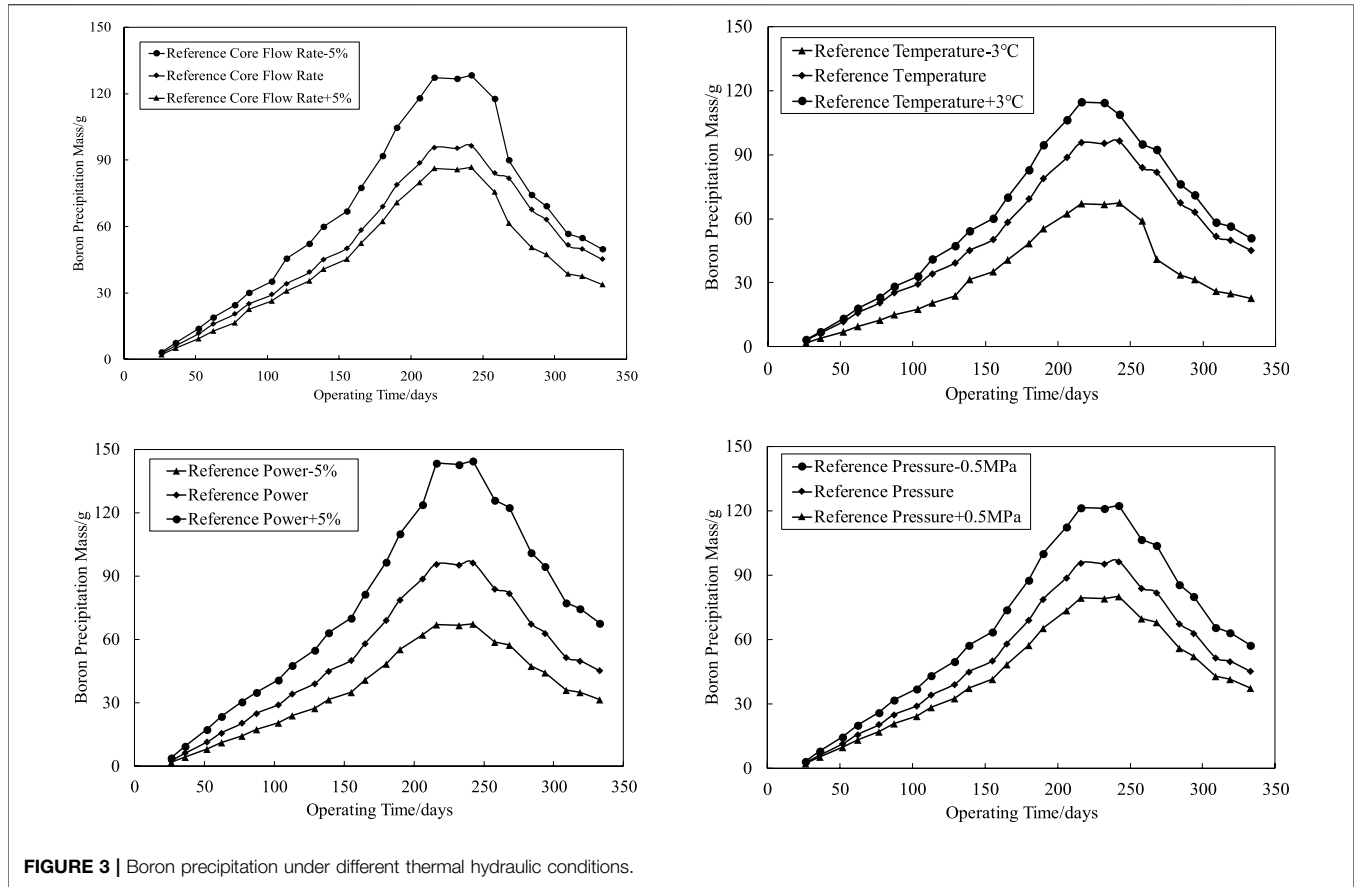 150
120
90
60
30
0
Boron Precipitation Mass/g
Reference Core Flow Rate-5%
Reference Core Flow Rate
Reference Core Flow Rate+5%
0 50 100 150 200 250 300 350
Operating Time/days
150
120
90
60
30
0
Boron Precipitation Mass/g
Reference Temperature-3°C
Reference Temperature
Reference Temperature+3°C
0 50 100 150 200 250 300 350
Operating Time/days
150
120
90
60
30
0
Boron Precipitation Mass/g
Reference Power-5%
Reference Power
Reference Power+5%
0 50 100 150 200 250 300 350
Operating Time/days
150
120
90
60
30
0
Boron Precipitation Mass/g
Reference Pressure-0.5MPa
Reference Pressure
Reference Pressure+0.5MPa
0 50 100 150 200 250 300 350
Operating Time/days
FIGURE 3 | Boron precipitation under different thermal hydraulic conditions.